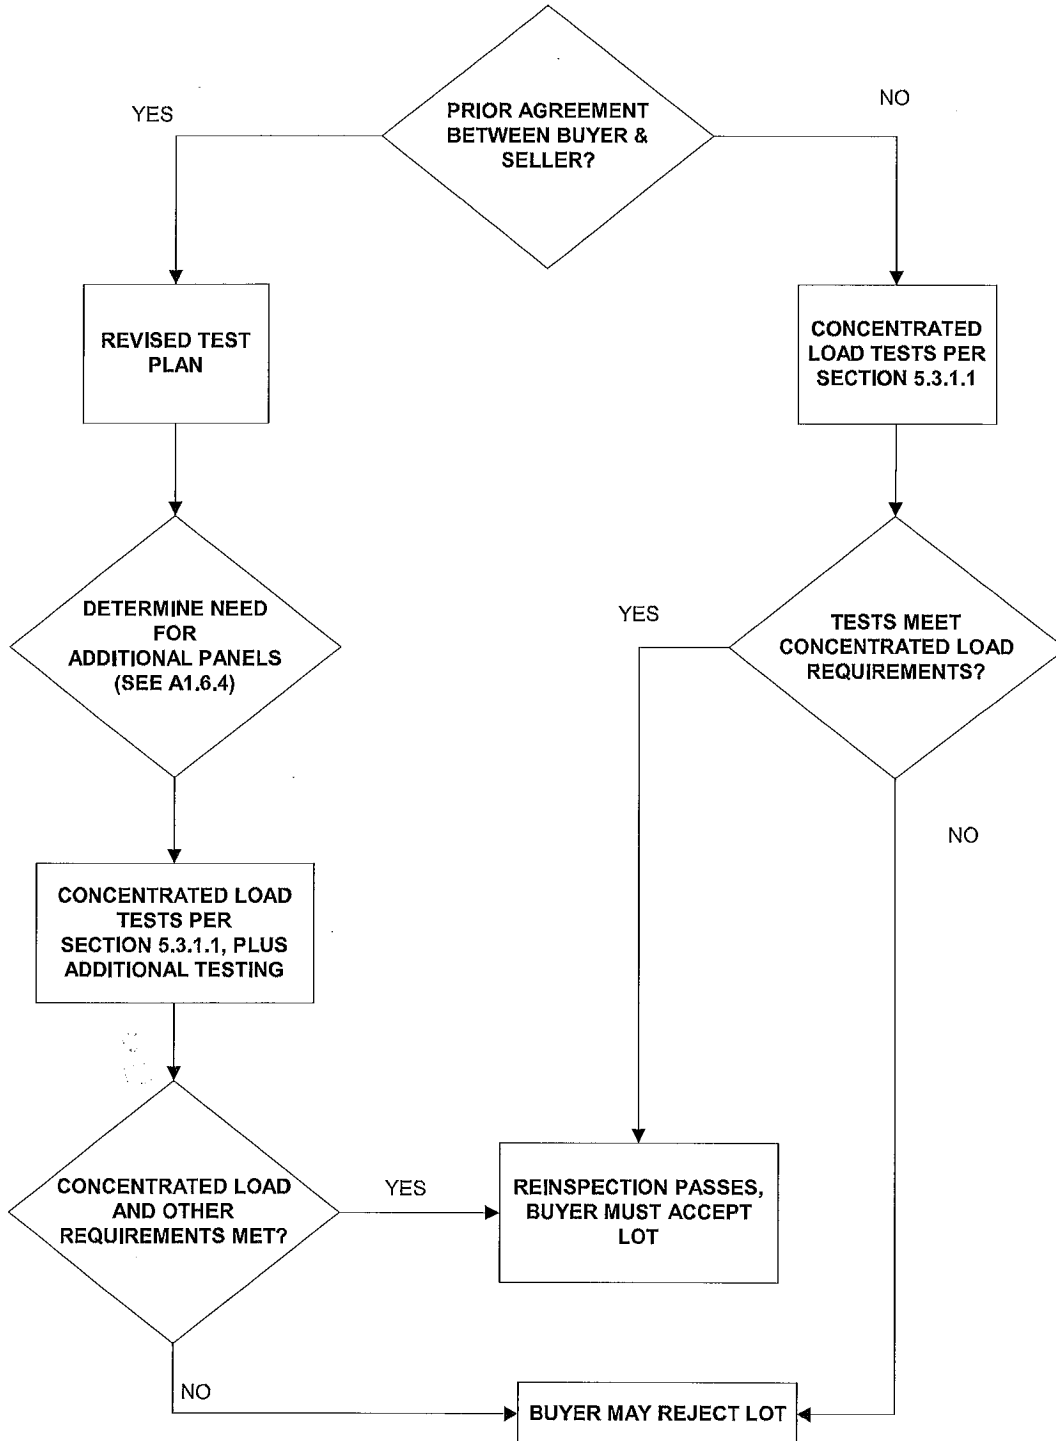 YES
NO
PRIOR AGREEMENT
BETWEEN BUYER &
SELLER?
REVISED TEST
PLAN
CONCENTRATED
LOAD TESTS PER
SECTION 5.3.1.1
DETERMINE NEED
FOR
ADDITIONAL PANELS
(SEE A1.6.4)
YES
TESTS MEET
CONCENTRATED LOAD
REQUIREMENTS?
NO
CONCENTRATED LOAD
TESTS PER
SECTION 5.3.1.1, PLUS
ADDITIONAL TESTING
CONCENTRATED LOAD
AND OTHER
REQUIREMENTS MET?
YES
REINSPECTION PASSES,
BUYER MUST ACCEPT
LOT
NO
BUYER MAY REJECT LOT